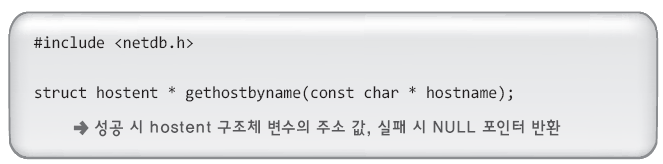 #include <netdb.h>
struct hostent * gethostbyname(const char * hostname);
➔ 성공 시 hostent 구조체 변수의 주소 값, 실패 시 NULL 포인터 반환